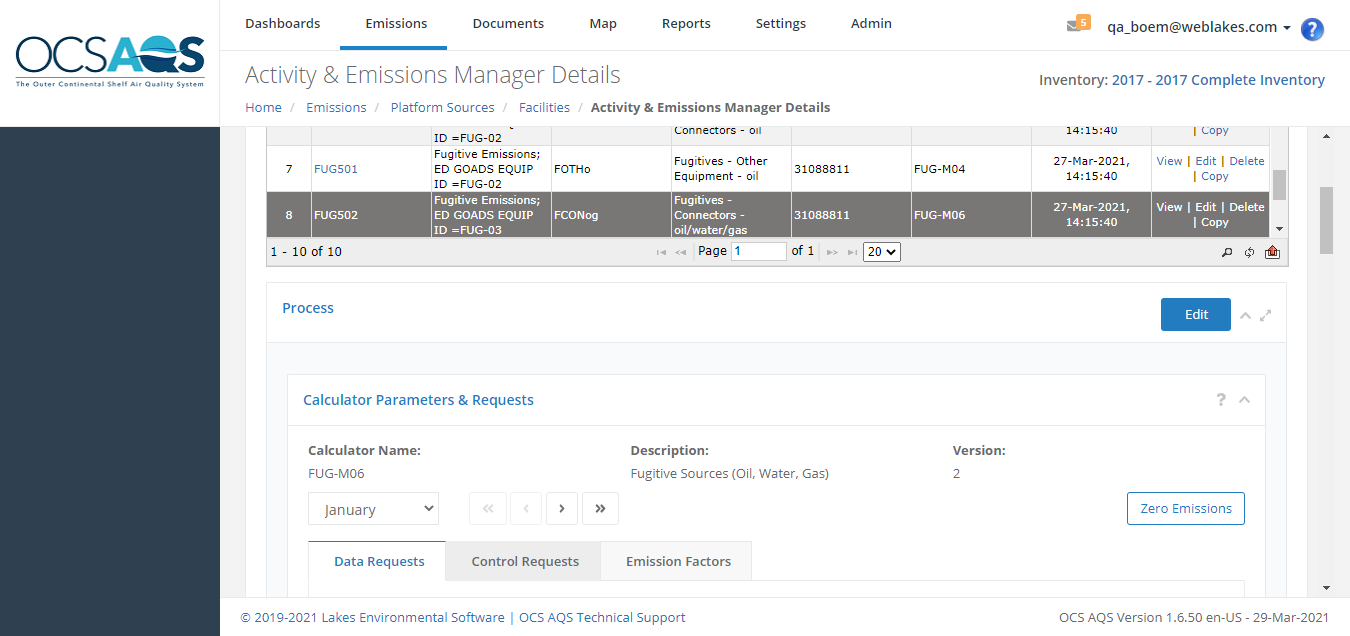 Dashboards Emissions Documents Map Reports Settings Admin 5 qa_boem@weblakes.com ?
OCSAQS
The Outer Continental Shelf Air Quality System
Activity & Emissions Manager Details
Inventory: 2017 - 2017 Complete Inventory
Home / Emissions / Platform Sources / Facilities / Activity & Emissions Manager Details
ID =FUG-02 Connectors - oil 14:15:40 | Copy
7 FUG501 Fugitive Emissions; ED GOADS EQUIP ID =FUG-02 FOTHo Fugitives - Other Equipment - oil 31088811 FUG-M04 27-Mar-2021, 14:15:40 View | Edit | Delete | Copy
8 FUG502 Fugitive Emissions; ED GOADS EQUIP ID =FUG-03 FCONog Fugitives - Connectors - oil/water/gas 31088811 FUG-M06 27-Mar-2021, 14:15:40 View | Edit | Delete | Copy
1 - 10 of 10 Page 1 of 1 20
Process Edit
Calculator Parameters & Requests ?
Calculator Name: Description: Version:
FUG-M06 Fugitive Sources (Oil, Water, Gas) 2
January « ‹ › » Zero Emissions
Data Requests Control Requests Emission Factors
© 2019-2021 Lakes Environmental Software | OCS AQS Technical Support OCS AQS Version 1.6.50 en-US - 29-Mar-2021